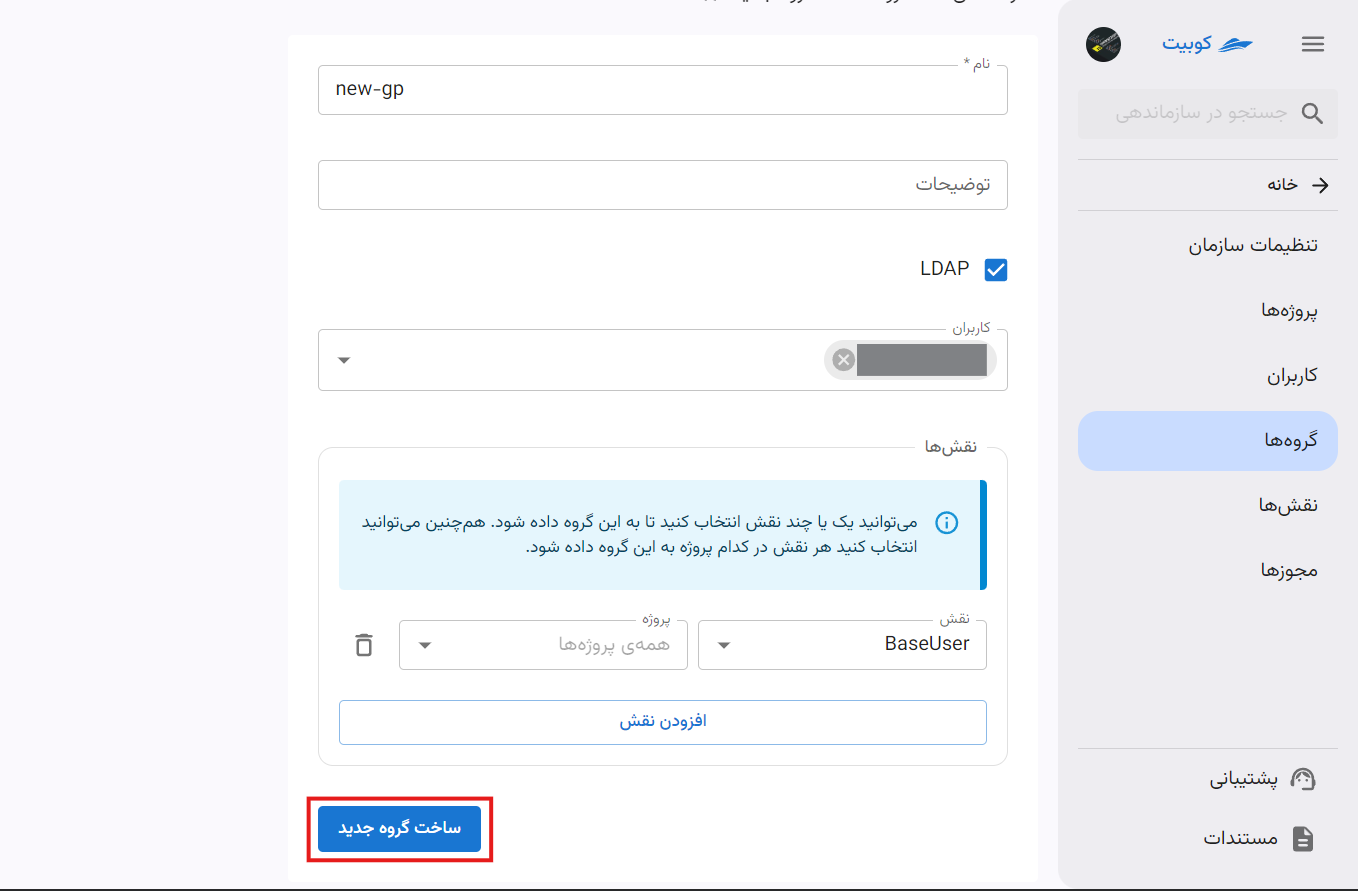 کوبیت
جستجو در سازماندهی
خانه
تنظیمات سازمان
پروژه‌ها
کاربران
گروه‌ها
نقش‌ها
مجوزها
پشتیبانی
مستندات
نام *
new-gp
توضیحات
LDAP
کاربران
نقش‌ها
می‌توانید یک یا چند نقش انتخاب کنید تا به این گروه داده شود. هم‌چنین می‌توانید
انتخاب کنید هر نقش در کدام پروژه به این گروه داده شود.
نقش
BaseUser
پروژه
همه‌ی پروژه‌ها
افزودن نقش
ساخت گروه جدید